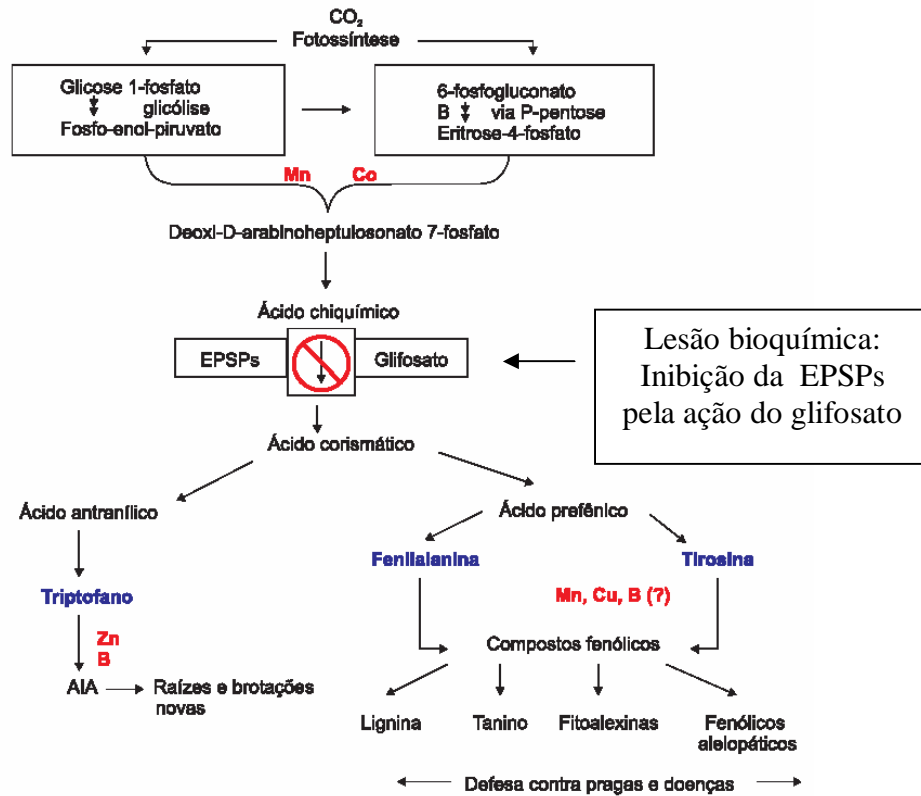 CO2
Fotossíntese
Glicose 1-fosfato
glicólise
Fosfo-enol-piruvato
6-fosfogluconato
B via P-pentose
Eritrose-4-fosfato
Mn Co
Deoxi-D-arabinoheptulosonato 7-fosfato
Ácido chiquímico
EPSPs
Glifosato
Lesão bioquímica:
Inibição da EPSPs
pela ação do glifosato
Ácido corismático
Ácido antranílico
Ácido prefênico
Triptofano
Fenilalanina
Tirosina
Zn
B
Mn, Cu, B (?)
AIA
Raízes e brotações
novas
Compostos fenólicos
Lignina
Tanino
Fitoalexinas
Fenólicos
alelopáticos
Defesa contra pragas e doenças